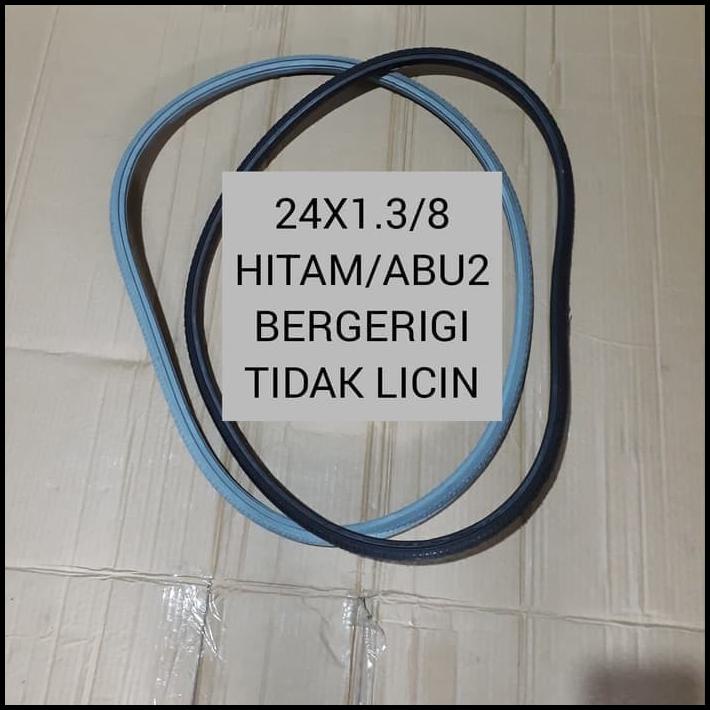 24X1.3/8
HITAM/ABU2
BERGERIGI
TIDAK LICIN